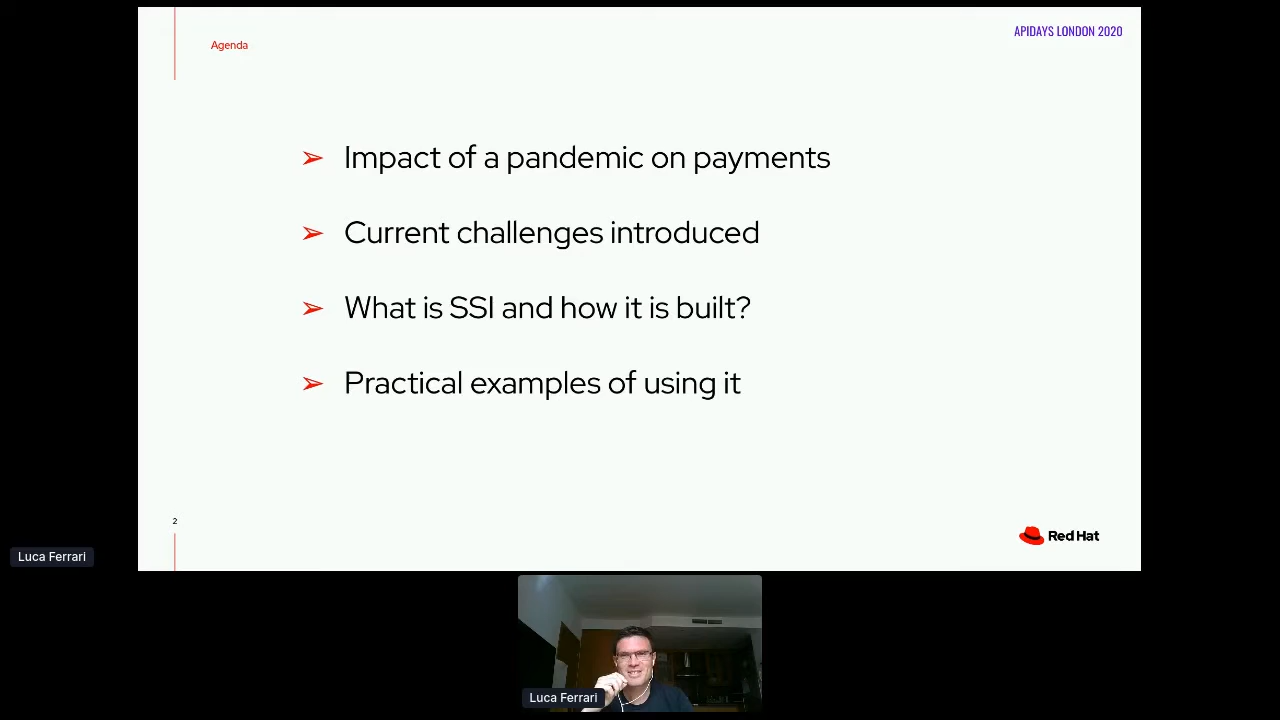 Agenda
APIDAYS LONDON 2020
➢ Impact of a pandemic on payments
➢ Current challenges introduced
➢ What is SSI and how it is built?
➢ Practical examples of using it
2
Red Hat
Luca Ferrari
Luca Ferrari